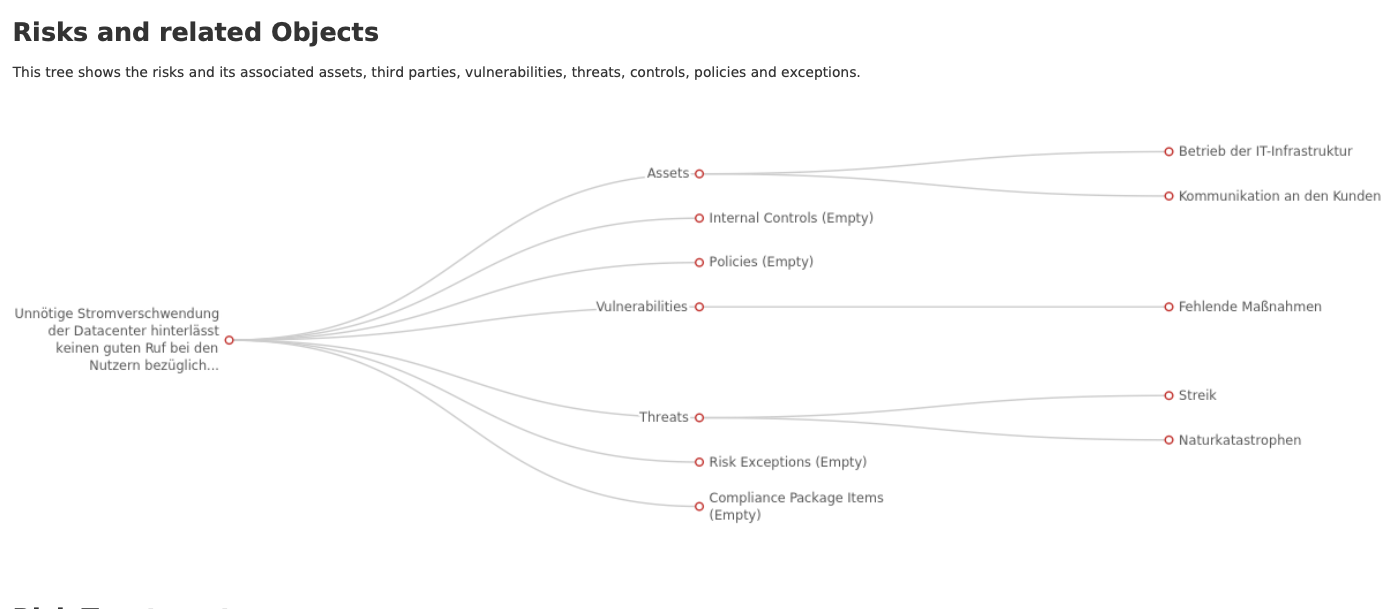 Risks and related Objects
This tree shows the risks and its associated assets, third parties, vulnerabilities, threats, controls, policies and exceptions.
Betrieb der IT-Infrastruktur
Assets
Kommunikation an den Kunden
Internal Controls (Empty)
Policies (Empty)
Vulnerabilities
Fehlende Maßnahmen
Unnötige Stromverschwendung
der Datacenter hinterlässt
keinen guten Ruf bei den
Nutzern bezüglich...
Streik
Threats
Naturkatastrophen
Risk Exceptions (Empty)
Compliance Package Items
(Empty)